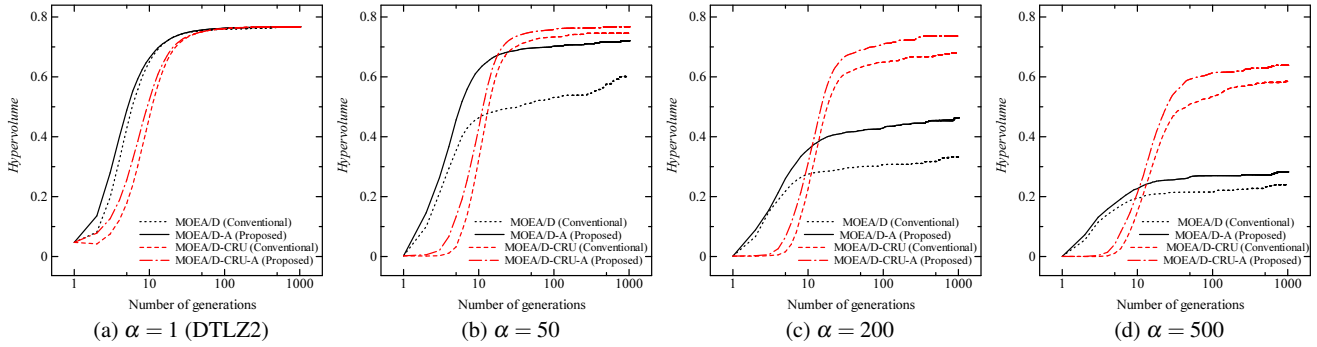 0.8
0.6
0.4
0.2
0
Hypervolume
MOEA/D (Conventional)
MOEA/D-A (Proposed)
MOEA/D-CRU (Conventional)
MOEA/D-CRU-A (Proposed)
1 10 100 1000
Number of generations
(a) α = 1 (DTLZ2)
0.8
0.6
0.4
0.2
0
Hypervolume
MOEA/D (Conventional)
MOEA/D-A (Proposed)
MOEA/D-CRU (Conventional)
MOEA/D-CRU-A (Proposed)
1 10 100 1000
Number of generations
(b) α = 50
0.8
0.6
0.4
0.2
0
Hypervolume
MOEA/D (Conventional)
MOEA/D-A (Proposed)
MOEA/D-CRU (Conventional)
MOEA/D-CRU-A (Proposed)
1 10 100 1000
Number of generations
(c) α = 200
0.8
0.6
0.4
0.2
0
Hypervolume
MOEA/D (Conventional)
MOEA/D-A (Proposed)
MOEA/D-CRU (Conventional)
MOEA/D-CRU-A (Proposed)
1 10 100 1000
Number of generations
(d) α = 500